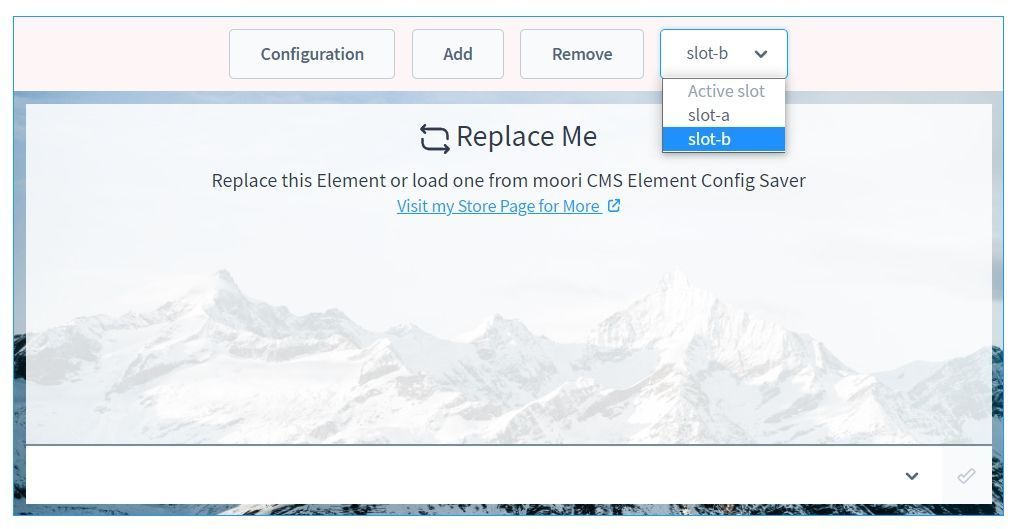 Configuration
Add
Remove
slot-b
Active slot
slot-a
slot-b
Replace Me
Replace this Element or load one from moori CMS Element Config Saver
Visit my Store Page for More